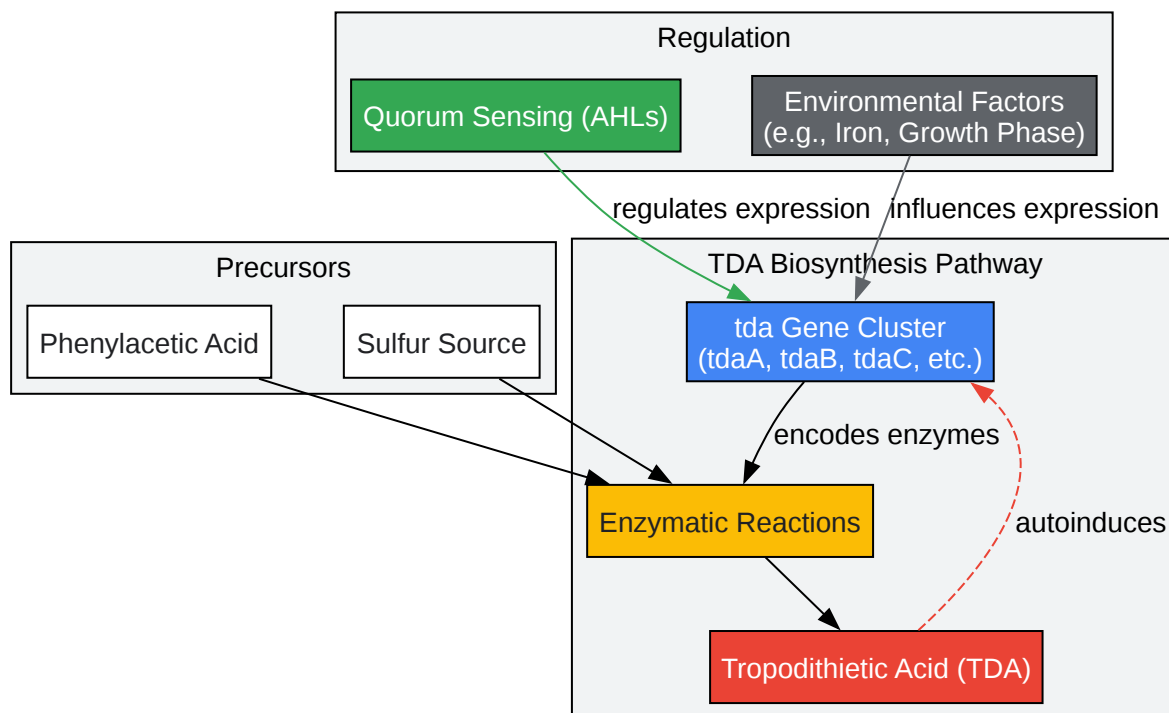 Regulation
Quorum Sensing (AHLs)
Environmental Factors
(e.g., Iron, Growth Phase)
regulates expression
influences expression
Precursors
Phenylacetic Acid
Sulfur Source
TDA Biosynthesis Pathway
tda Gene Cluster
(tdaA, tdaB, tdaC, etc.)
encodes enzymes
Enzymatic Reactions
autoinduces
Tropodithietic Acid (TDA)